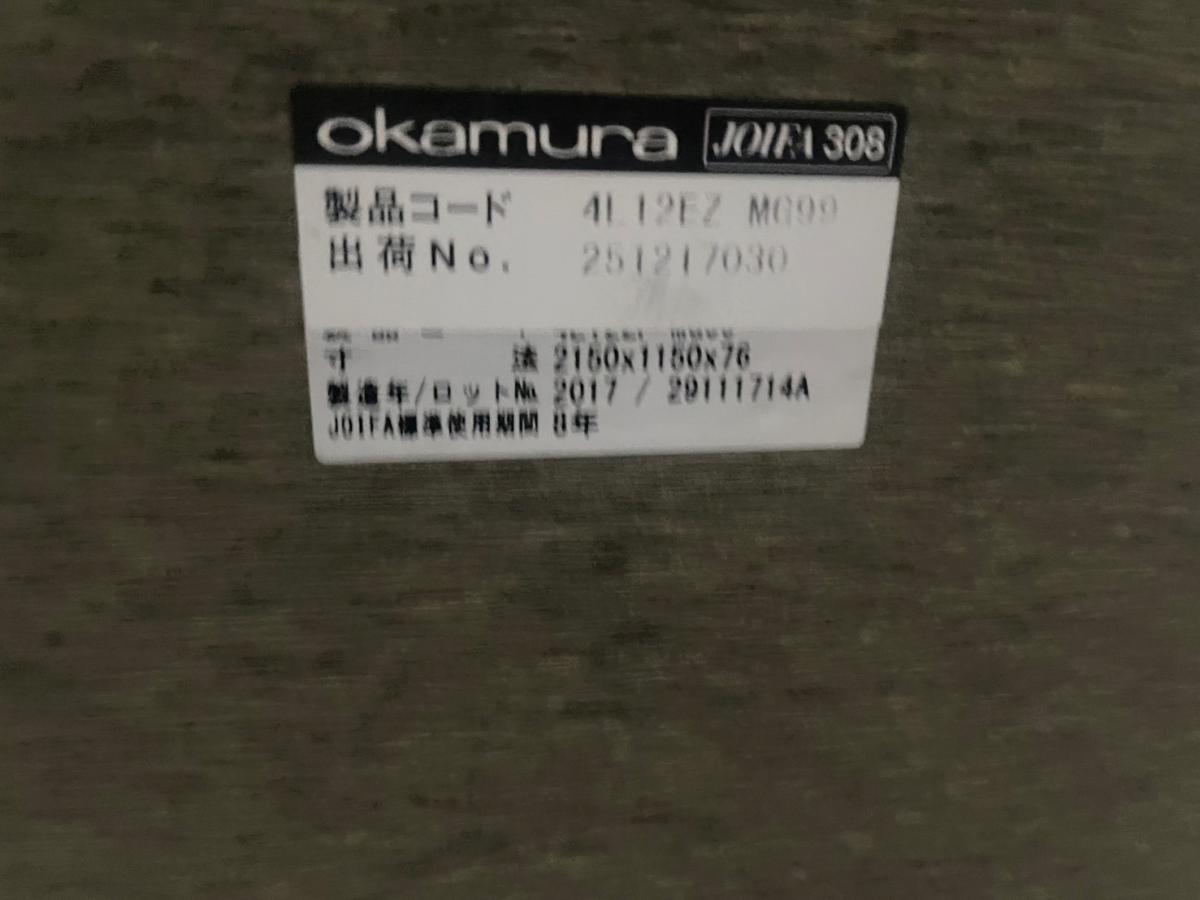 okamura JOIFA 308
製品コード 4L12EZ MG99
出荷No. 251217030
寸 法 2150x1150x76
製造年/ロットNo. 2017 / 29111714A
JOIFA標準使用期間 8年